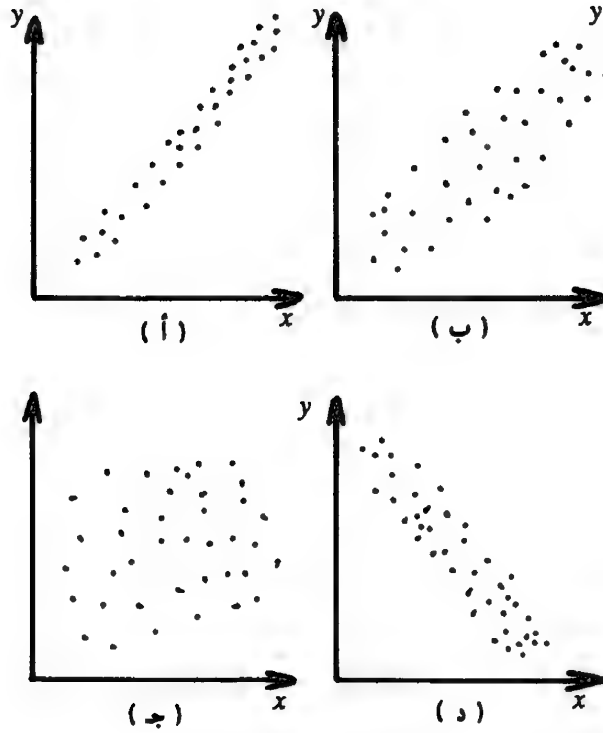 y y y
x x
( أ ) ( ب )
y
x x
( جـ ) ( د )